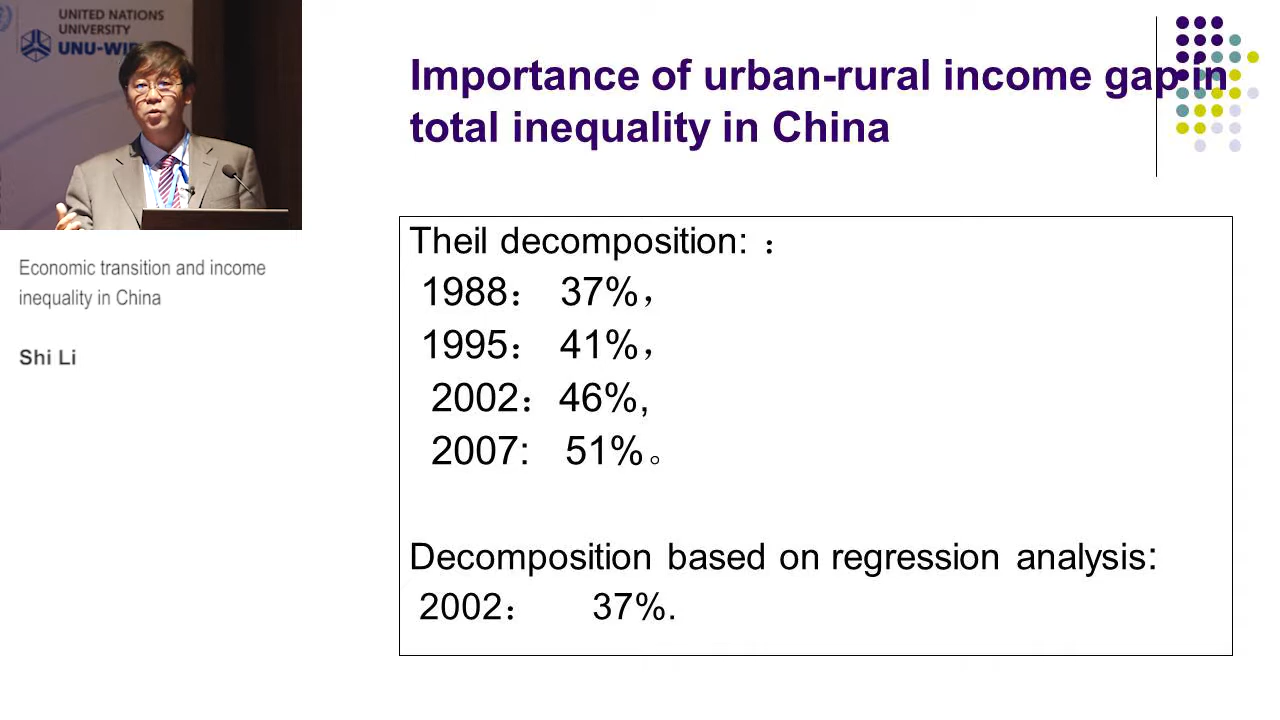 UNITED NATIONS
UNIVERSITY
Importance of urban-rural income gap in
total inequality in China
Theil decomposition: ：
1988： 37%，
1995： 41%，
2002：46%,
2007: 51%。
Decomposition based on regression analysis:
2002： 37%.
Economic transition and income
inequality in China
Shi Li